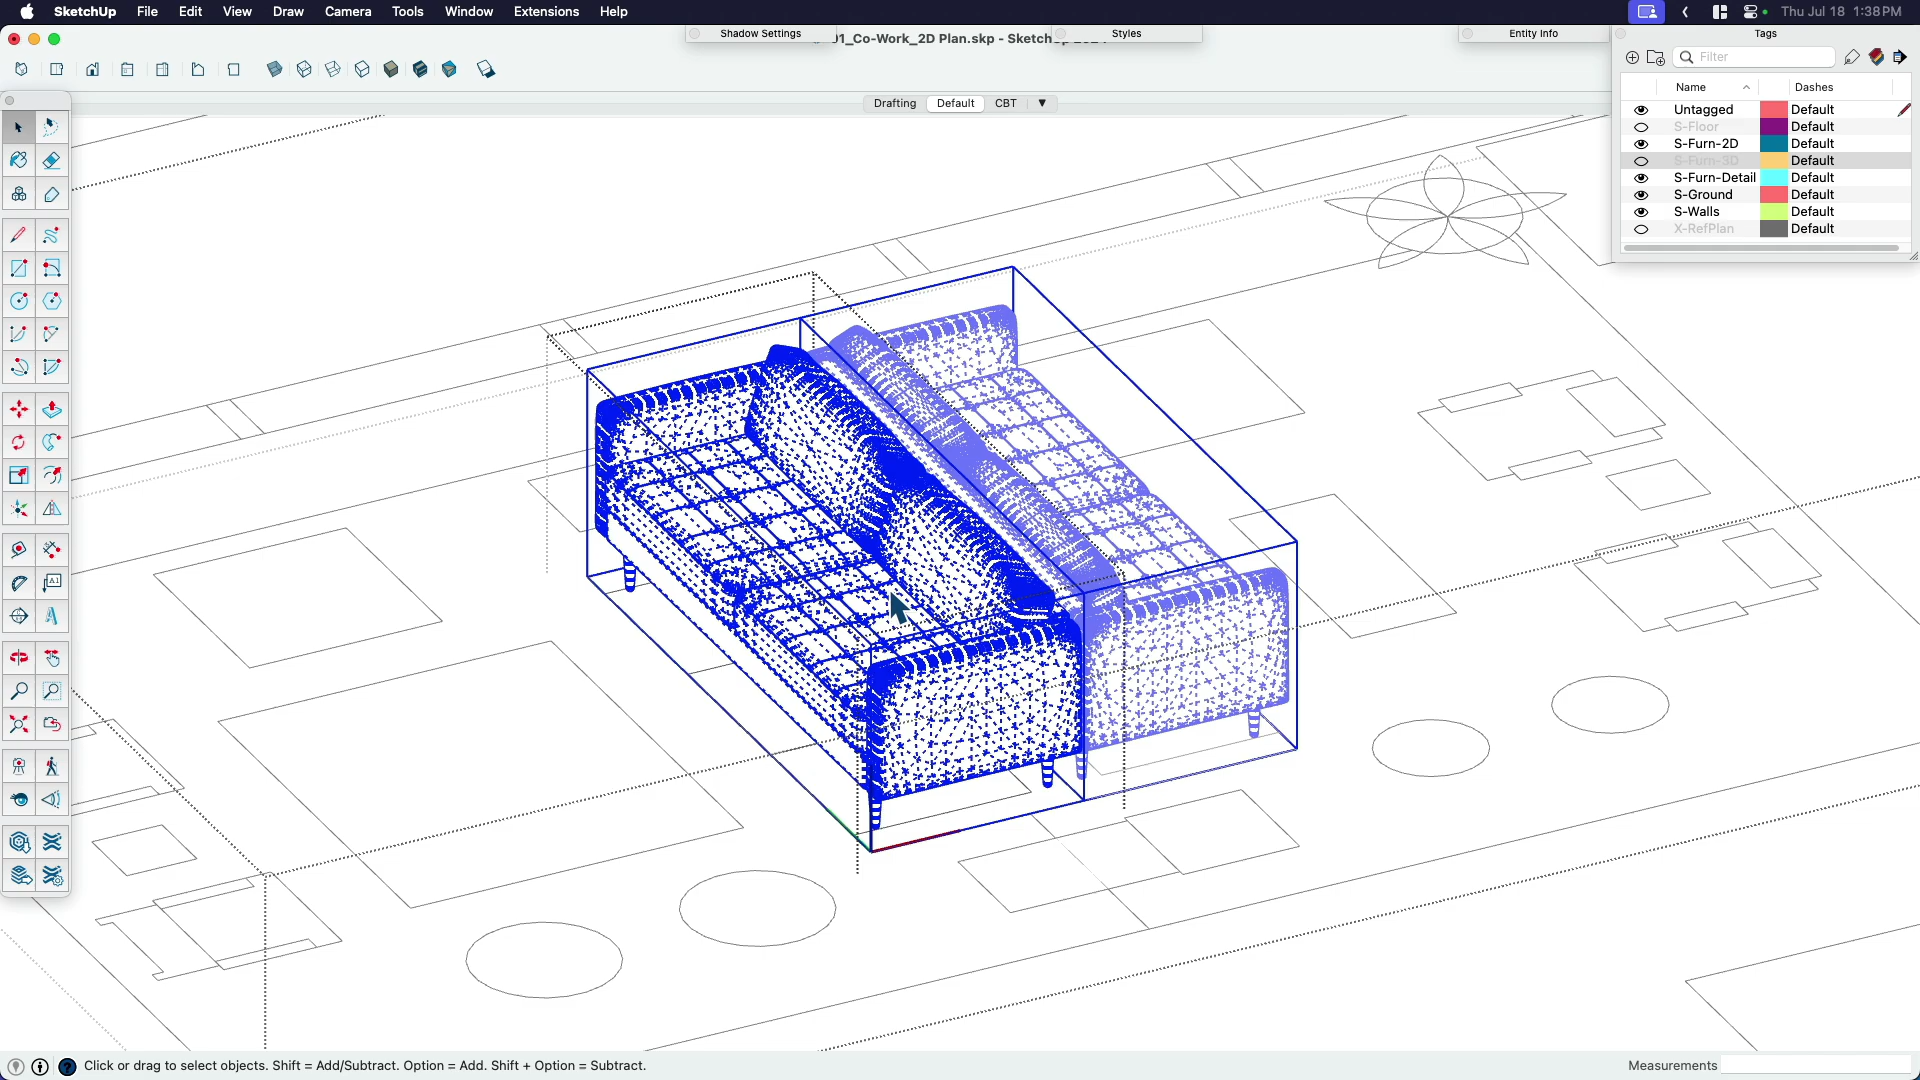 SketchUp File Edit View Draw Camera Tools Window Extensions Help Thu Jul 18 1:38PM
Shadow Settings
01_Co-Work_2D Plan.skp
Styles
Entity Info
Tags
Filter
Name Dashes
Drafting Default CBT
Untagged Default
S-Floor Default
S-Furn-2D Default
S-Furn-3D Default
S-Furn-Detail Default
S-Ground Default
S-Walls Default
X-RefPlan Default
A1
Click or drag to select objects. Shift = Add/Subtract. Option = Add. Shift + Option = Subtract.
Measurements